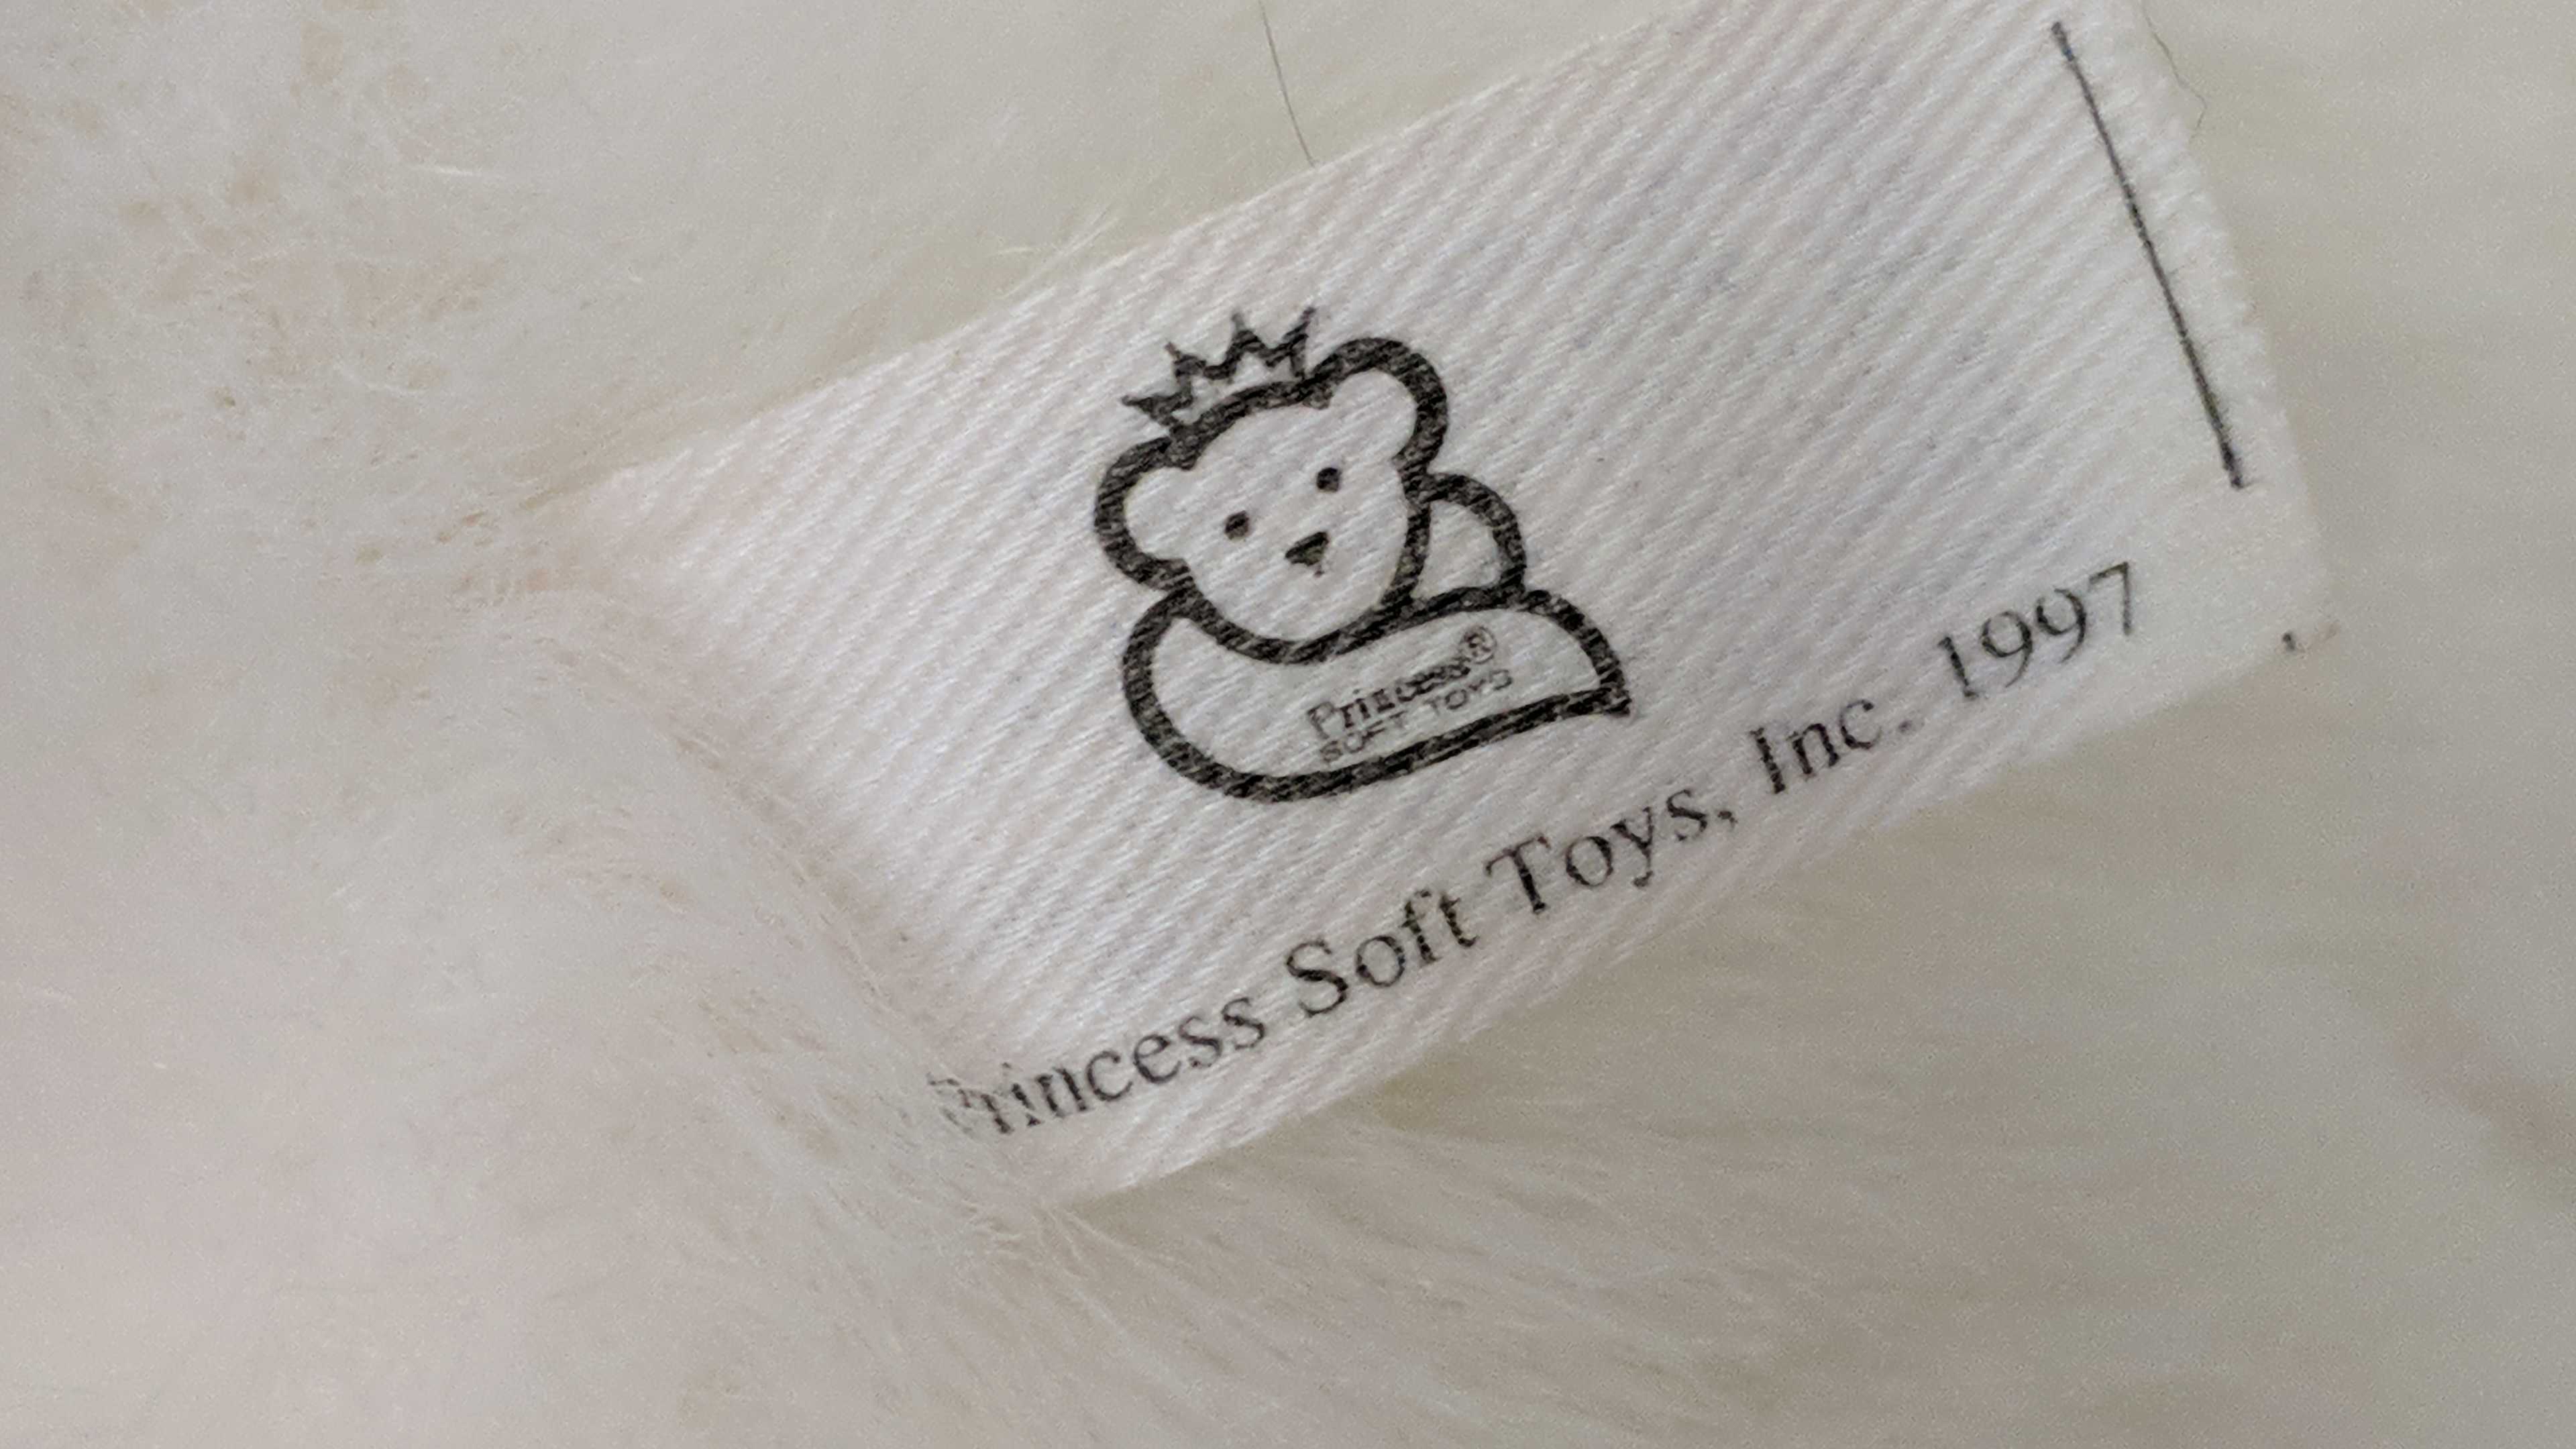 Princess®
SOFT TOYS
Princess Soft Toys, Inc. 1997